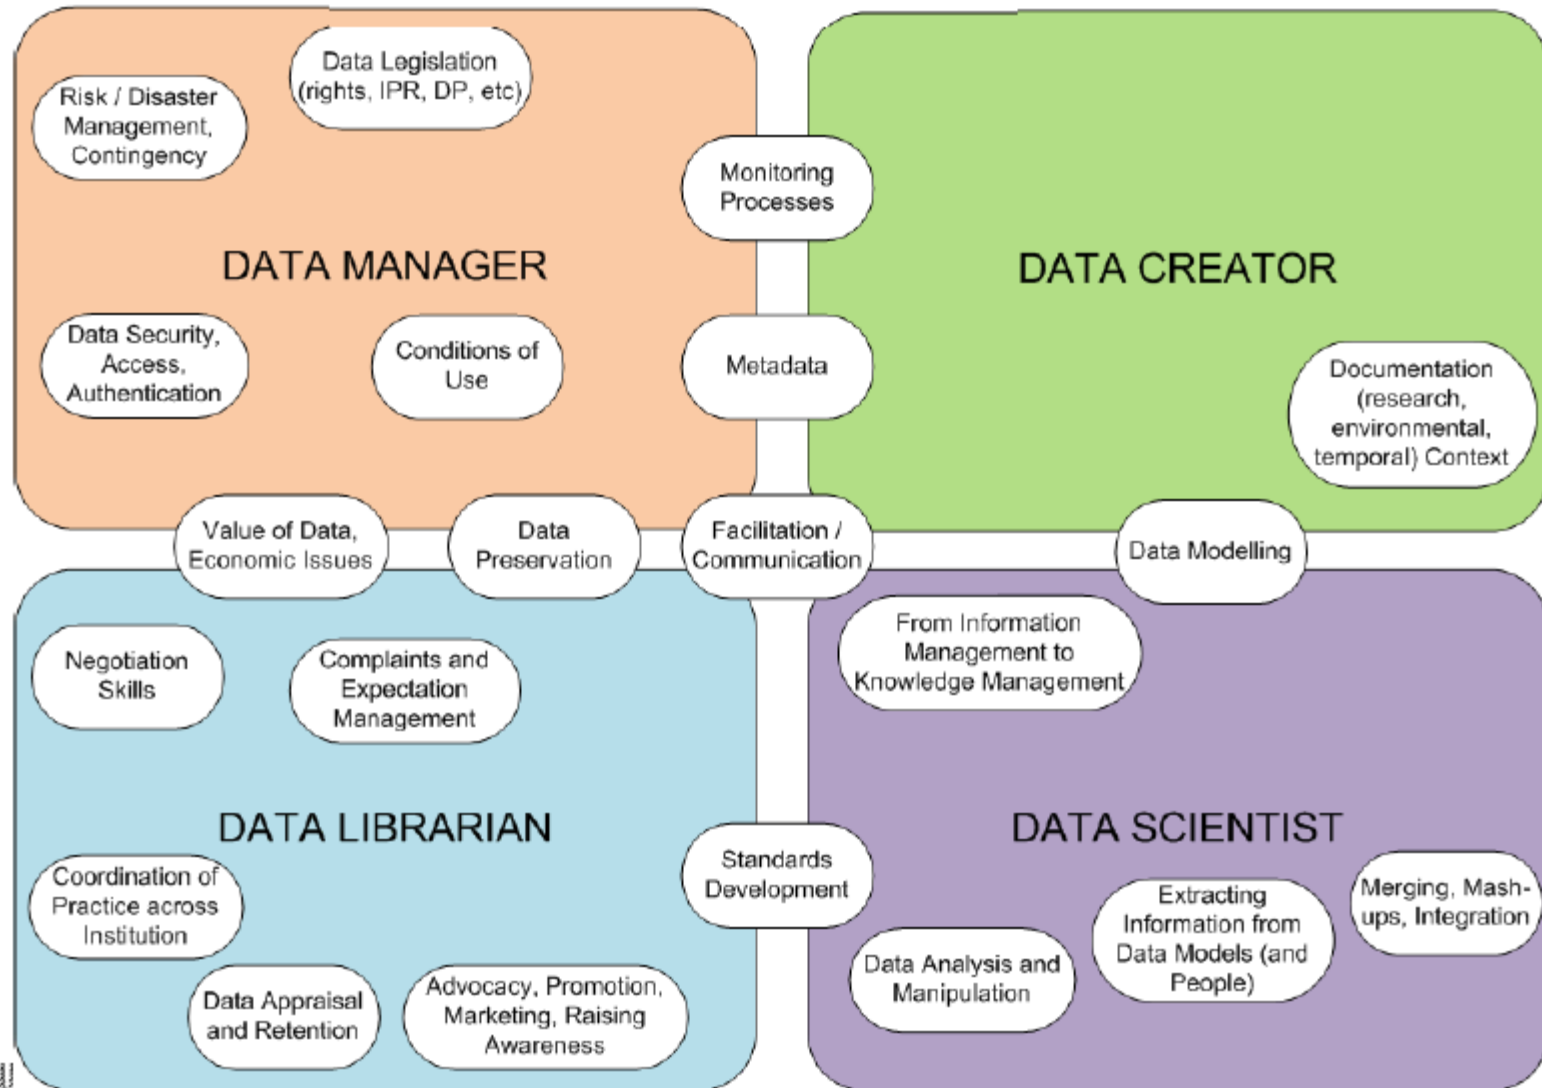 Data Legislation
(rights, IPR, DP, etc)
Risk / Disaster
Management,
Contingency
Monitoring
Processes
DATA MANAGER
DATA CREATOR
Data Security,
Access,
Authentication
Conditions of
Use
Metadata
Documentation
(research,
environmental,
temporal) Context
Value of Data,
Economic Issues
Data
Preservation
Facilitation /
Communication
Data Modelling
Negotiation
Skills
Complaints and
Expectation
Management
From Information
Management to
Knowledge Management
DATA LIBRARIAN
DATA SCIENTIST
Coordination of
Practice across
Institution
Standards
Development
Extracting
Information from
Data Models (and
People)
Merging, Mash-
ups, Integration
Data Appraisal
and Retention
Advocacy, Promotion,
Marketing, Raising
Awareness
Data Analysis and
Manipulation